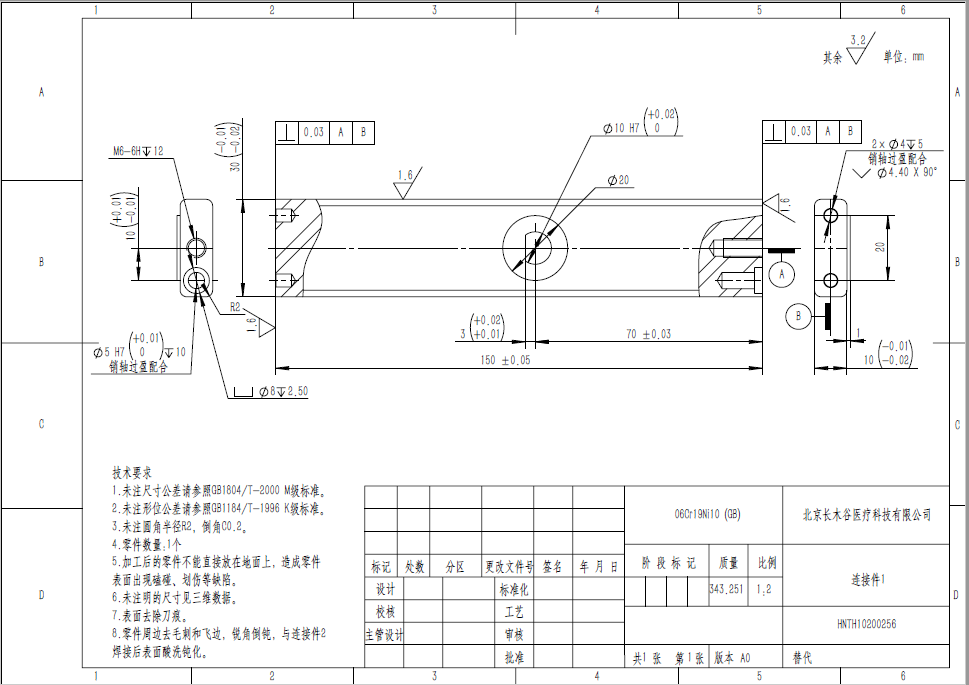 1 2 3 4 5 6
A
B
C
D
A
B
C
D
其余 3.2 单位: mm
M6-6H↧12
10 (+0.01 -0.01)
30 (-0.01 -0.02)
⊥ 0.03 A B
1.6
Ø10 H7 (+0.02 0)
Ø20
⊥ 0.03 A B
2x Ø4↧5
销轴过盈配合
⌵ Ø4.40 X 90°
1.6
20
A
B
R2
1.6
Ø5 H7 (+0.01 0) ↧10
销轴过盈配合
⌴ Ø8↧2.50
3 (+0.02 +0.01)
70 ±0.03
150 ±0.05
1
10 (-0.01 -0.02)
技术要求
1.未注尺寸公差请参照GB1804/T-2000 M级标准。
2.未注形位公差请参照GB1184/T-1996 K级标准。
3.未注圆角半径R2, 倒角C0.2。
4.零件数量:1个
5.加工后的零件不能直接放在地面上, 造成零件
表面出现磕碰、划伤等缺陷。
6.未注明的尺寸见三维数据。
7.表面去除刀痕。
8.零件周边去毛刺和飞边, 锐角倒钝, 与连接件2
焊接后表面酸洗钝化。
06Cr19Ni10 (GB)
北京长木谷医疗科技有限公司
标记 处数 分区 更改文件号 签名 年 月 日
阶 段 标 记 质量 比例
设计 标准化
343.251 1:2
连接件1
校核 工艺
主管设计 审核
HNTH10200256
批准
共1 张 第1张 版本 A0 替代
1 2 3 4 5 6